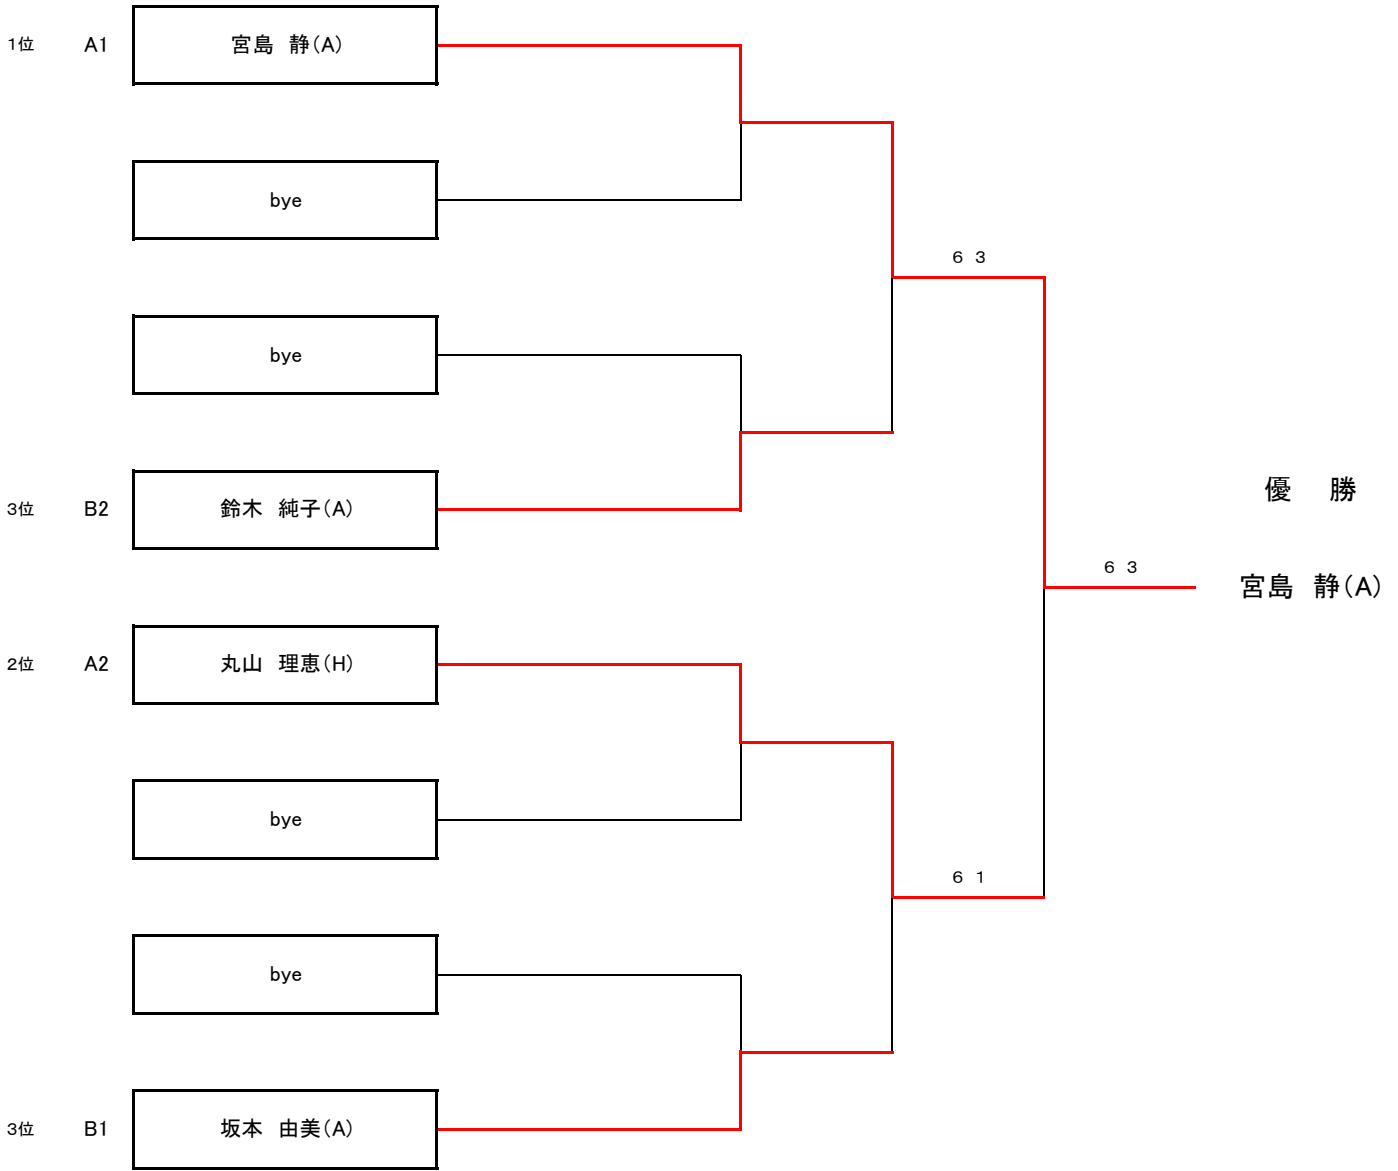 1位 A1 宮島 静(A)
bye
6 3
bye
3位 B2 鈴木 純子(A)
優 勝
6 3
宮島 静(A)
2位 A2 丸山 理恵(H)
bye
6 1
bye
3位 B1 坂本 由美(A)